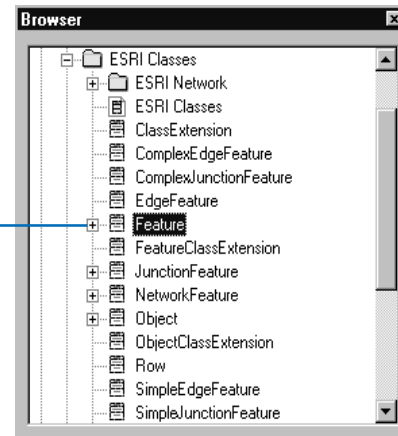 Browser
ESRI Classes
ESRI Network
ESRI Classes
ClassExtension
ComplexEdgeFeature
ComplexJunctionFeature
EdgeFeature
Feature
FeatureClassExtension
JunctionFeature
NetworkFeature
Object
ObjectClassExtension
Row
SimpleEdgeFeature
SimpleJunctionFeature